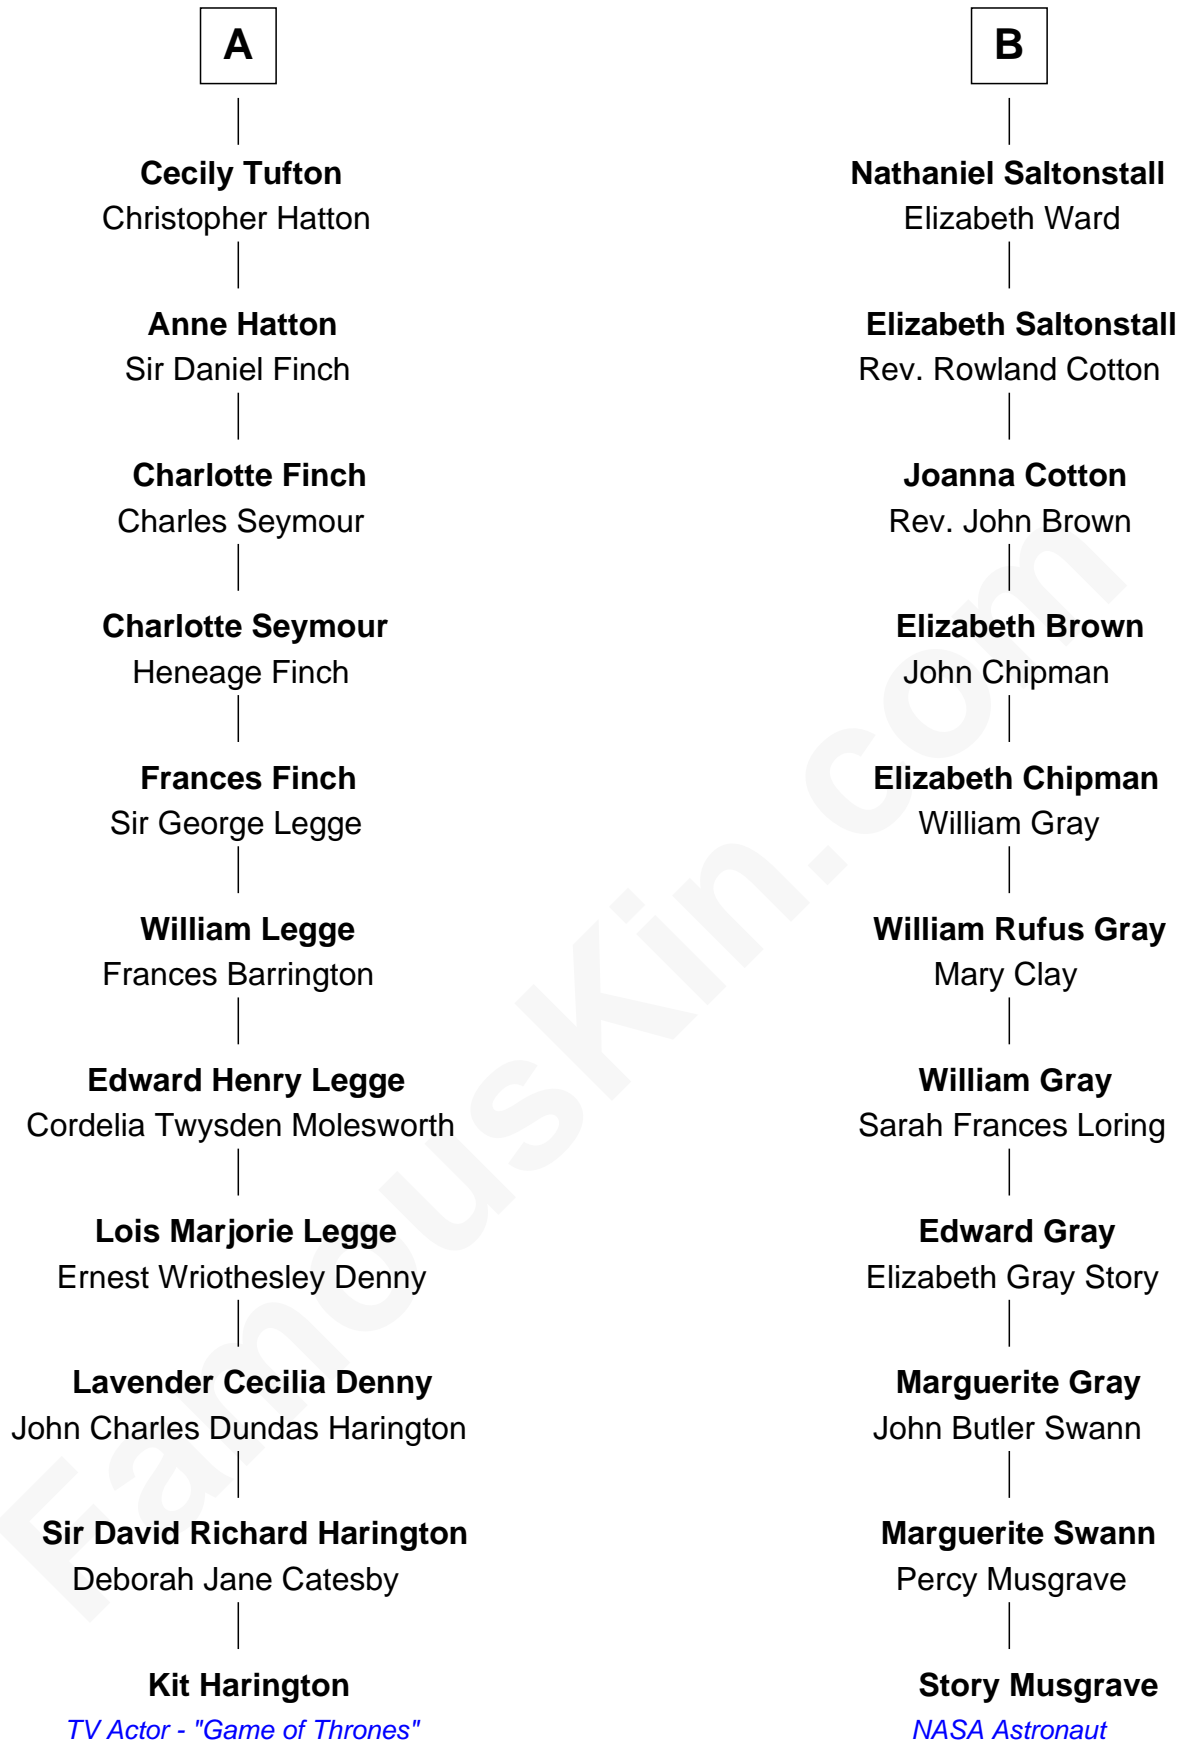 A
Cecily Tufton
Christopher Hatton
Anne Hatton
Sir Daniel Finch
Charlotte Finch
Charles Seymour
Charlotte Seymour
Heneage Finch
Frances Finch
Sir George Legge
William Legge
Frances Barrington
Edward Henry Legge
Cordelia Twysden Molesworth
Lois Marjorie Legge
Ernest Wriothesley Denny
Lavender Cecilia Denny
John Charles Dundas Harington
Sir David Richard Harington
Deborah Jane Catesby
Kit Harington
TV Actor - "Game of Thrones"
B
Nathaniel Saltonstall
Elizabeth Ward
Elizabeth Saltonstall
Rev. Rowland Cotton
Joanna Cotton
Rev. John Brown
Elizabeth Brown
John Chipman
Elizabeth Chipman
William Gray
William Rufus Gray
Mary Clay
William Gray
Sarah Frances Loring
Edward Gray
Elizabeth Gray Story
Marguerite Gray
John Butler Swann
Marguerite Swann
Percy Musgrave
Story Musgrave
NASA Astronaut
FamousKin.com